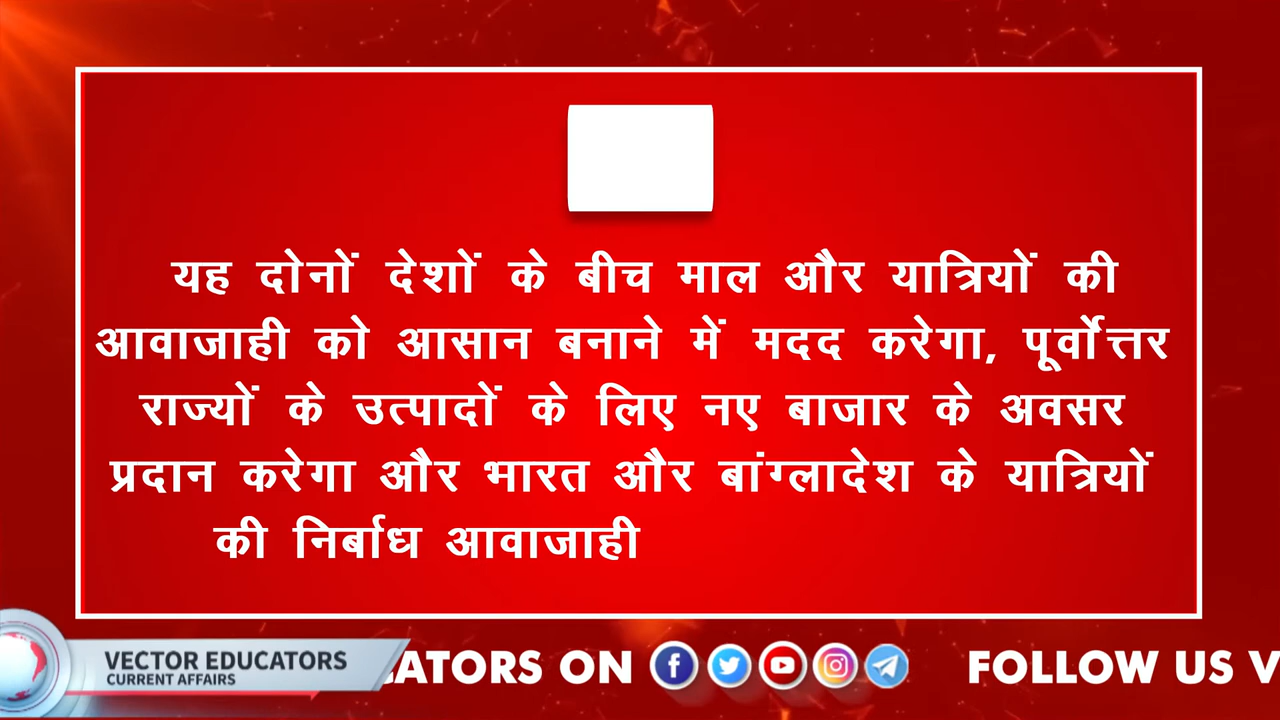 यह दोनों देशों के बीच माल और यात्रियों की
आवाजाही को आसान बनाने में मदद करेगा, पूर्वोत्तर
राज्यों के उत्पादों के लिए नए बाजार के अवसर
प्रदान करेगा और भारत और बांग्लादेश के यात्रियों
की निर्बाध आवाजाही
VECTOR EDUCATORS
CURRENT AFFAIRS
CATORS ON
FOLLOW US V